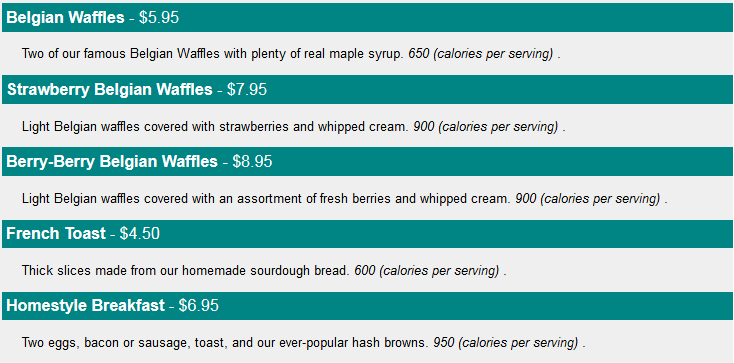 Belgian Waffles - $5.95
Two of our famous Belgian Waffles with plenty of real maple syrup. 650 (calories per serving) .
Strawberry Belgian Waffles - $7.95
Light Belgian waffles covered with strawberries and whipped cream. 900 (calories per serving) .
Berry-Berry Belgian Waffles - $8.95
Light Belgian waffles covered with an assortment of fresh berries and whipped cream. 900 (calories per serving) .
French Toast - $4.50
Thick slices made from our homemade sourdough bread. 600 (calories per serving) .
Homestyle Breakfast - $6.95
Two eggs, bacon or sausage, toast, and our ever-popular hash browns. 950 (calories per serving) .